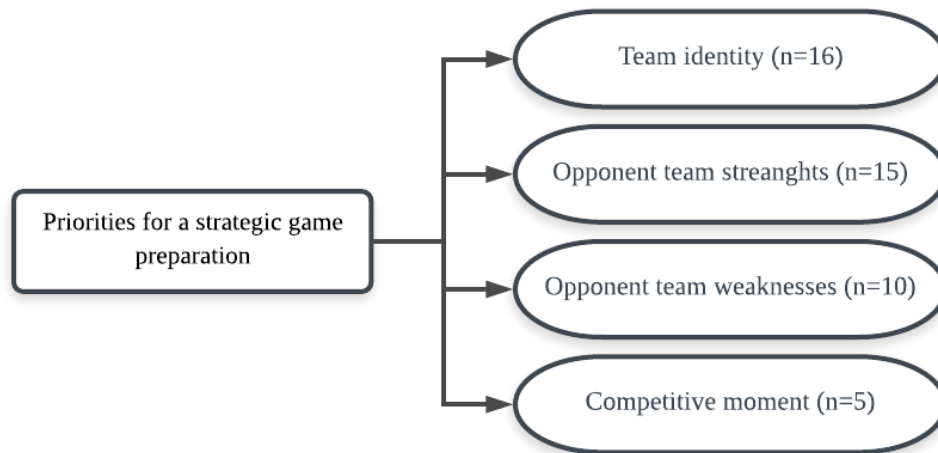 Team identity (n=16)
Opponent team streanghts (n=15)
Priorities for a strategic game
preparation
Opponent team weaknesses (n=10)
Competitive moment (n=5)